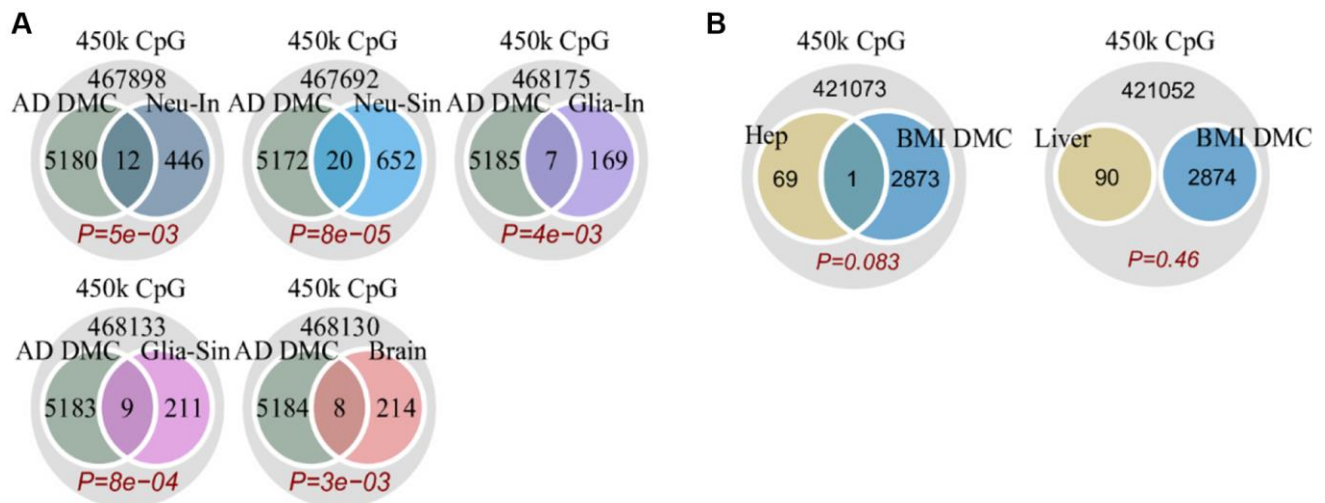 A
B
450k CpG
467898
AD DMC
Neu-In
5180
12
446
P=5e−03
450k CpG
467692
AD DMC
Neu-Sin
5172
20
652
P=8e−05
450k CpG
468175
AD DMC
Glia-In
5185
7
169
P=4e−03
450k CpG
421073
Hep
BMI DMC
69
1
2873
P=0.083
450k CpG
421052
Liver
BMI DMC
90
2874
P=0.46
450k CpG
468133
AD DMC
Glia-Sin
5183
9
211
P=8e−04
450k CpG
468130
AD DMC
Brain
5184
8
214
P=3e−03